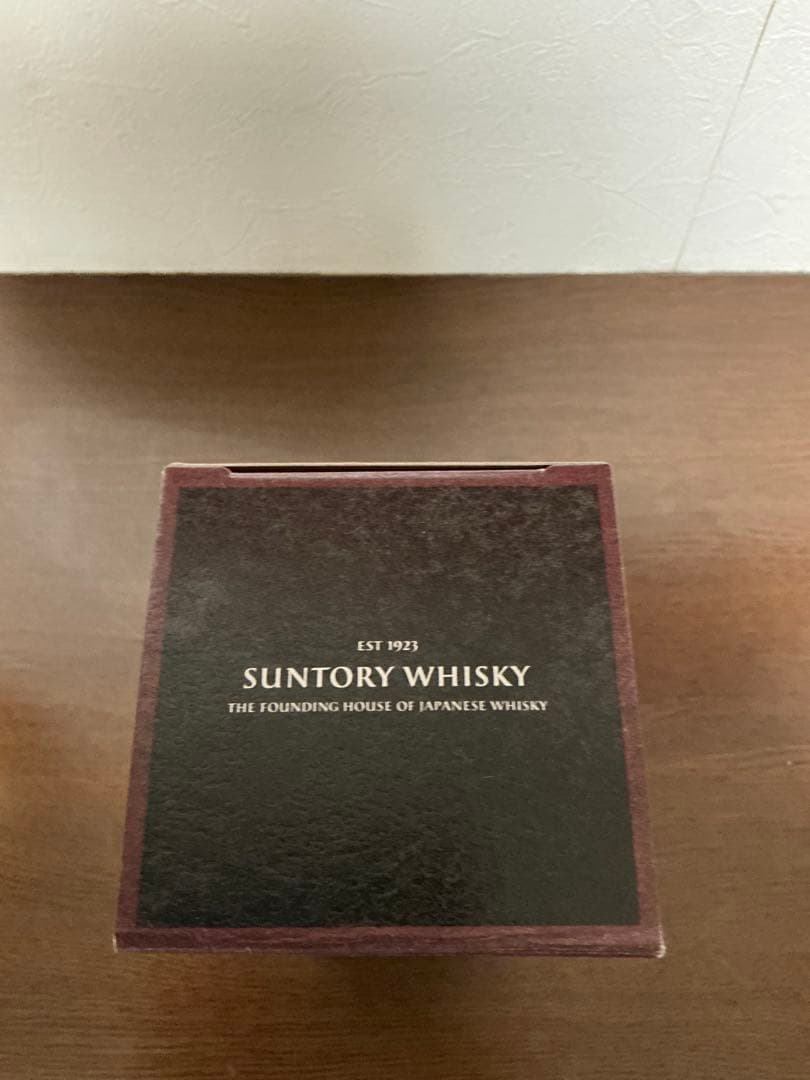 EST 1923
SUNTORY WHISKY
THE FOUNDING HOUSE OF JAPANESE WHISKY